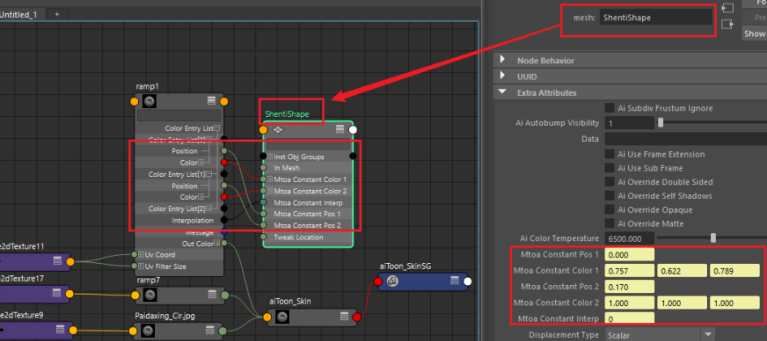 Untitled_1 +
ramp1
Color Entry List
Color Entry List[0]
Position
Color
Color Entry List[1]
Position
Color
Color Entry List[2]
Interpolation
Message
Out Color
Uv Coord
Uv Filter Size
ShentiShape
Inst Obj Groups
In Mesh
Mtoa Constant Color 1
Mtoa Constant Color 2
Mtoa Constant Interp
Mtoa Constant Pos 1
Mtoa Constant Pos 2
Tweak Location
e2dTexture11
e2dTexture17
e2dTexture9
ramp7
Paidaxing_Clr.jpg
aiToon_Skin
aiToon_SkinSG
mesh: ShentiShape
Fo
Pre
Show
Node Behavior
UUID
Extra Attributes
Ai Subdiv Frustum Ignore
Ai Autobump Visibility 1
Data
Ai Use Frame Extension
Ai Use Sub Frame
Ai Override Double Sided
Ai Override Self Shadows
Ai Override Opaque
Ai Override Matte
Ai Color Temperature 6500.000
Mtoa Constant Pos 1 0.000
Mtoa Constant Color 1 0.757 0.622 0.789
Mtoa Constant Pos 2 0.170
Mtoa Constant Color 2 1.000 1.000 1.000
Mtoa Constant Interp 0
Displacement Type Scalar